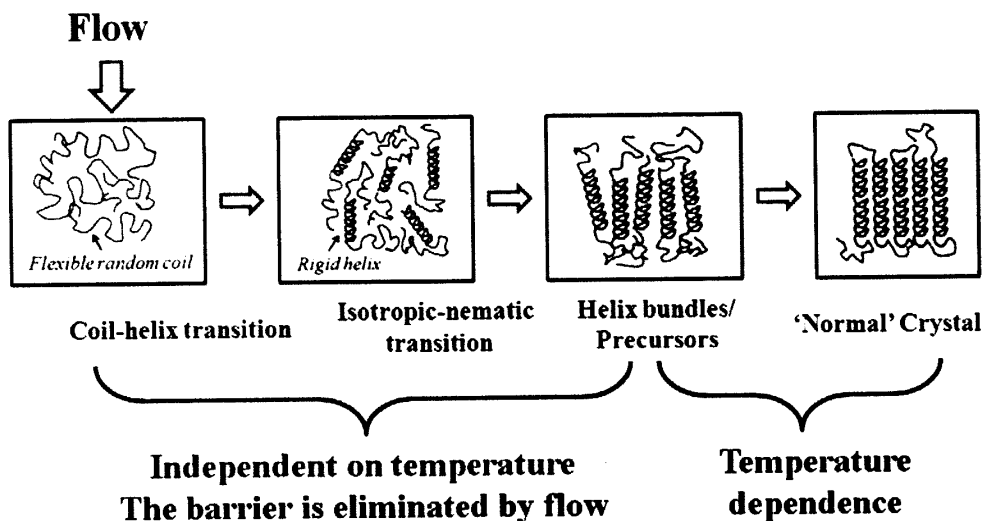 Flow
Flexible random coil
Rigid helix
Coil-helix transition
Isotropic-nematic
transition
Helix bundles/
Precursors
‘Normal’ Crystal
Independent on temperature
The barrier is eliminated by flow
Temperature
dependence